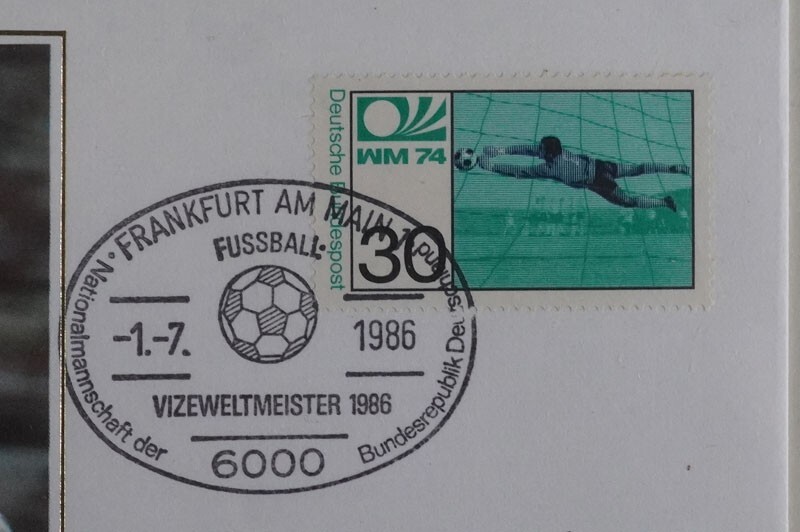 Deutsche Bundespost
WM 74
30
FRANKFURT AM MAIN 1
FUSSBALL
-1.-7.
1986
VIZEWELTMEISTER 1986
6000
Nationalmannschaft der
Bundesrepublik Deutschland